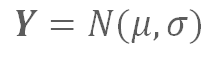 Y = N(μ, σ)